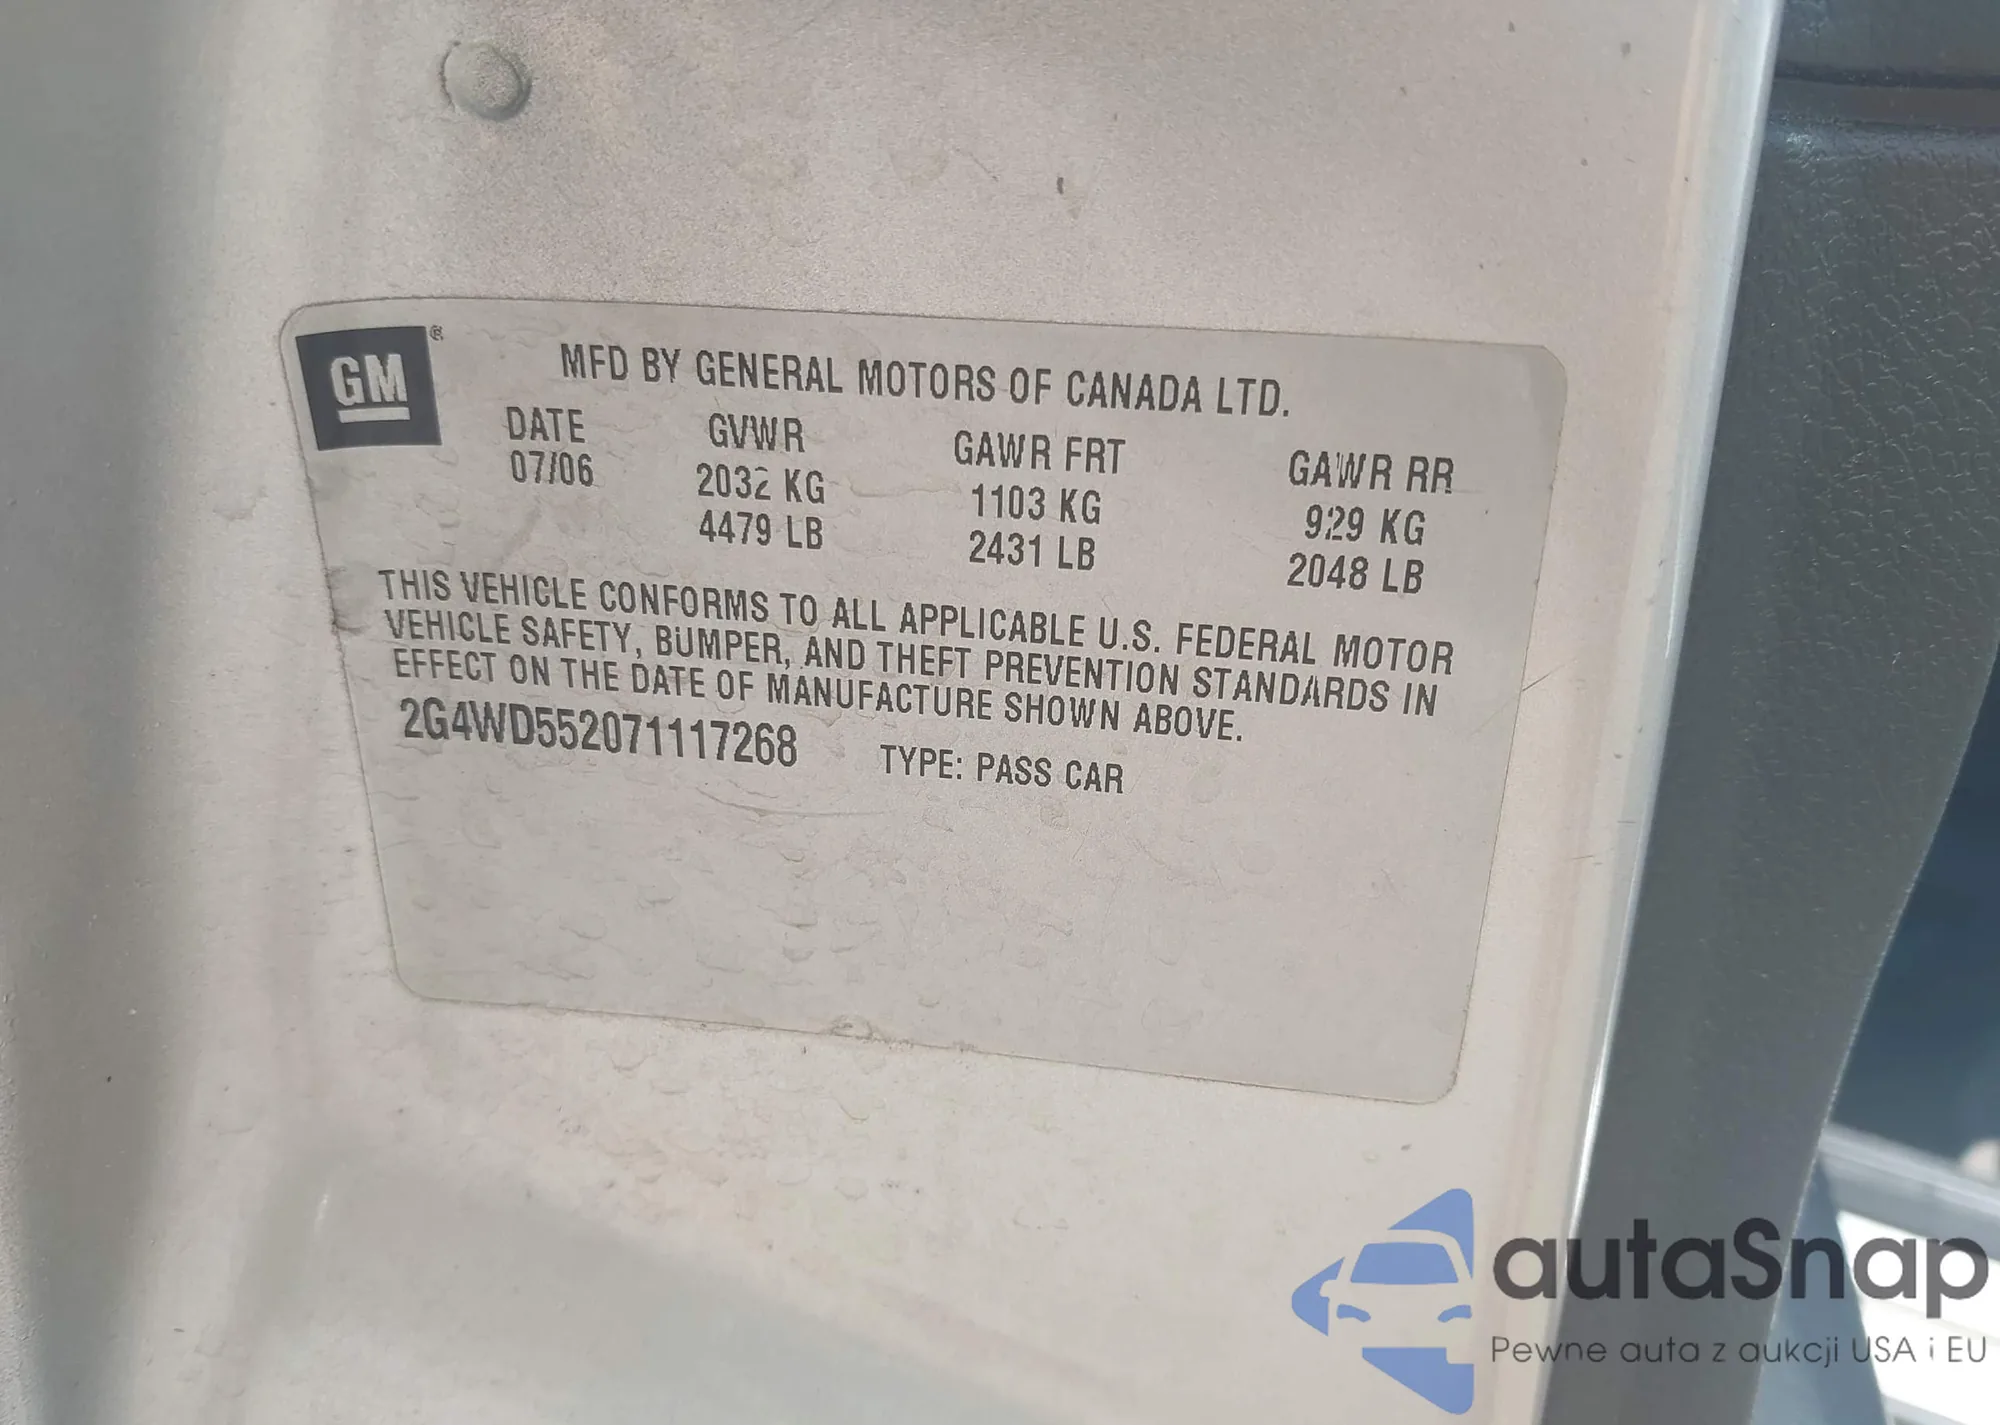 GM®
MFD BY GENERAL MOTORS OF CANADA LTD.
DATE GVWR GAWR FRT GAWR RR
07/06 2032 KG 1103 KG 929 KG
4479 LB 2431 LB 2048 LB
THIS VEHICLE CONFORMS TO ALL APPLICABLE U.S. FEDERAL MOTOR
VEHICLE SAFETY, BUMPER, AND THEFT PREVENTION STANDARDS IN
EFFECT ON THE DATE OF MANUFACTURE SHOWN ABOVE.
2G4WD552071117268 TYPE: PASS CAR
autaSnap
Pewne auta z aukcji USA i EU